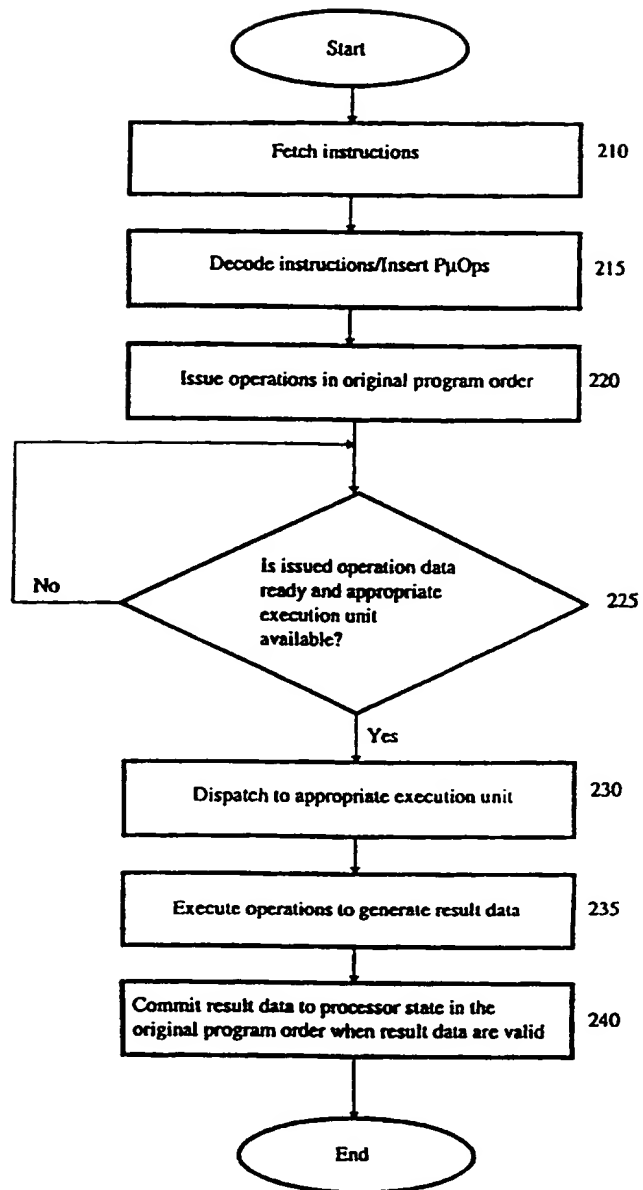 Start
Fetch instructions
210
Decode instructions/Insert PμOps
215
Issue operations in original program order
220
Is issued operation data
ready and appropriate
execution unit
available?
No
225
Yes
Dispatch to appropriate execution unit
230
Execute operations to generate result data
235
Commit result data to processor state in the
original program order when result data are valid
240
End